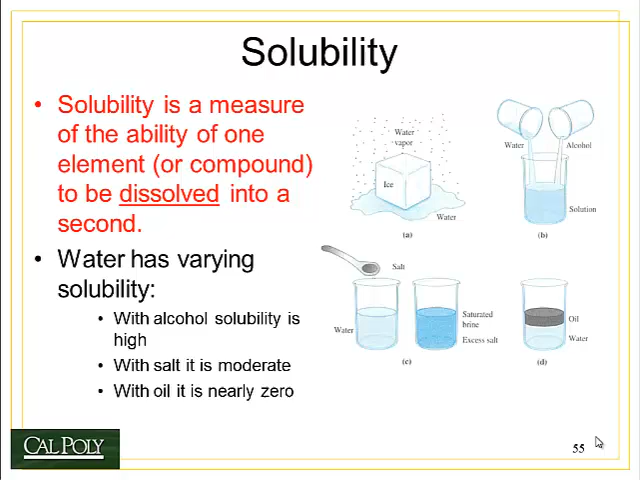 Solubility
• Solubility is a measure
of the ability of one
element (or compound)
to be dissolved into a
second.
• Water has varying
solubility:
• With alcohol solubility is
high
• With salt it is moderate
• With oil it is nearly zero
Water
vapor
Ice
Water
(a)
Water
Alcohol
Solution
(b)
Salt
Water
Saturated
brine
Excess salt
(c)
Oil
Water
(d)
CAL POLY
55